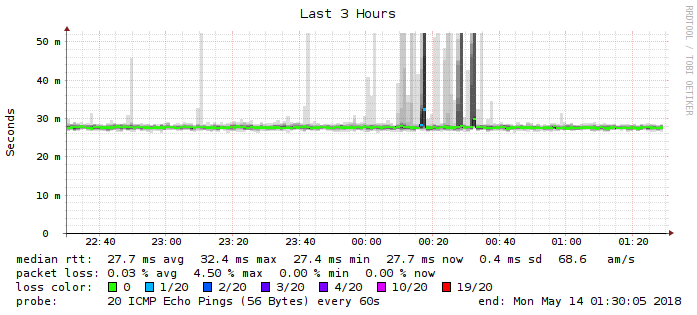 Last 3 Hours
RRDTOOL / TOBI OETIKER
Seconds
50 m
40 m
30 m
20 m
10 m
0
22:40 23:00 23:20 23:40 00:00 00:20 00:40 01:00 01:20
median rtt: 27.7 ms avg 32.4 ms max 27.4 ms min 27.7 ms now 0.4 ms sd 68.6 am/s
packet loss: 0.03 % avg 4.50 % max 0.00 % min 0.00 % now
loss color: 0 1/20 2/20 3/20 4/20 10/20 19/20
probe: 20 ICMP Echo Pings (56 Bytes) every 60s end: Mon May 14 01:30:05 2018